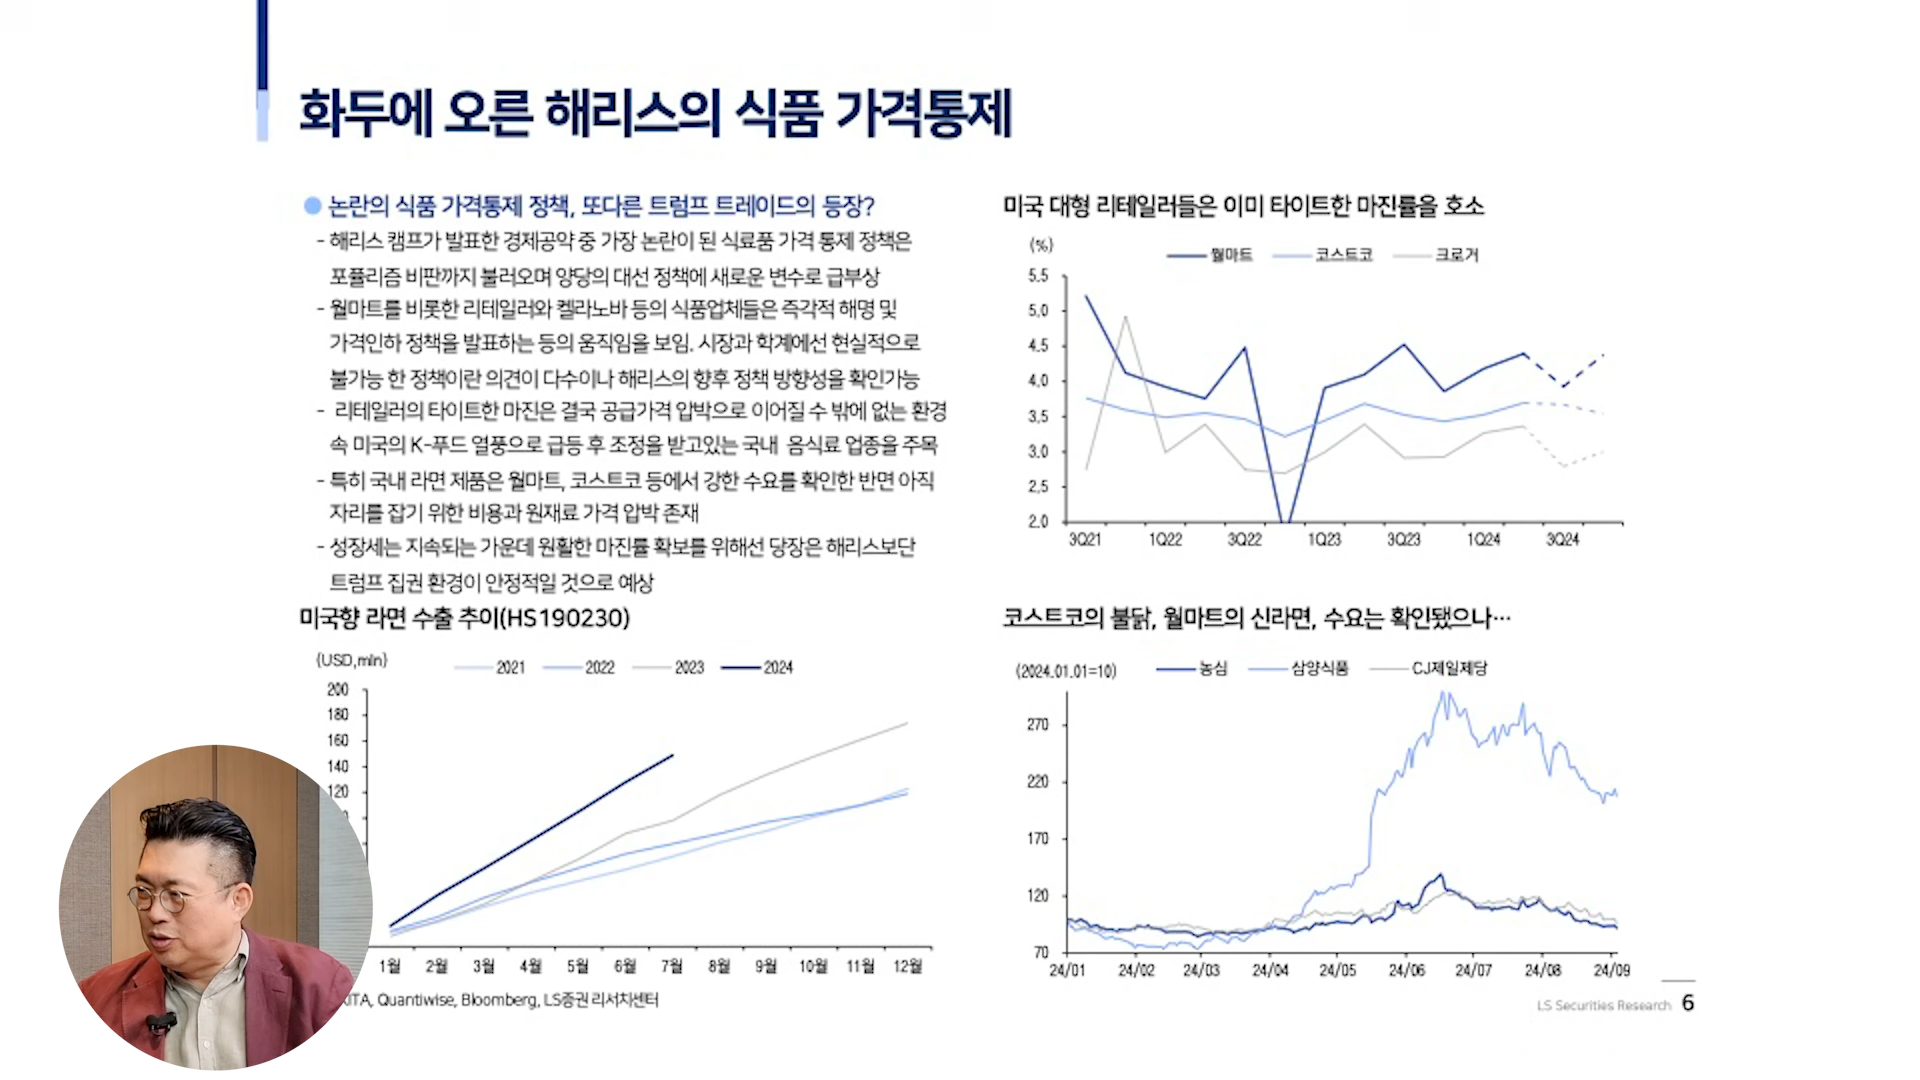 화두에 오른 해리스의 식품 가격통제
논란의 식품 가격통제 정책, 또다른 트럼프 트레이드의 등장?
- 해리스 캠프가 발표한 경제공약 중 가장 논란이 된 식료품 가격 통제 정책은
포퓰리즘 비판까지 불러오며 양당의 대선 정책에 새로운 변수로 급부상
- 월마트를 비롯한 리테일러와 켈라노바 등의 식품업체들은 즉각적 해명 및
가격인하 정책을 발표하는 등의 움직임을 보임. 시장과 학계에선 현실적으로
불가능 한 정책이란 의견이 다수이나 해리스의 향후 정책 방향성을 확인가능
- 리테일러의 타이트한 마진은 결국 공급가격 압박으로 이어질 수 밖에 없는 환경
속 미국의 K-푸드 열풍으로 급등 후 조정을 받고있는 국내 음식료 업종을 주목
- 특히 국내 라면 제품은 월마트, 코스트코 등에서 강한 수요를 확인한 반면 아직
자리를 잡기 위한 비용과 원재료 가격 압박 존재
- 성장세는 지속되는 가운데 원활한 마진률 확보를 위해선 당장은 해리스보단
트럼프 집권 환경이 안정적일 것으로 예상
미국 대형 리테일러들은 이미 타이트한 마진률을 호소
(%)
월마트 코스트코 크로거
5.5
5.0
4.5
4.0
3.5
3.0
2.5
2.0
3Q21 1Q22 3Q22 1Q23 3Q23 1Q24 3Q24
미국향 라면 수출 추이(HS190230)
(USD,mln)
2021 2022 2023 2024
200
180
160
140
120
1월 2월 3월 4월 5월 6월 7월 8월 9월 10월 11월 12월
코스트코의 불닭, 월마트의 신라면, 수요는 확인됐으나…
(2024.01.01=10)
농심 삼양식품 CJ제일제당
270
220
170
120
70
24/01 24/02 24/03 24/04 24/05 24/06 24/07 24/08 24/09
KITA, Quantiwise, Bloomberg, LS증권 리서치센터
LS Securities Research 6